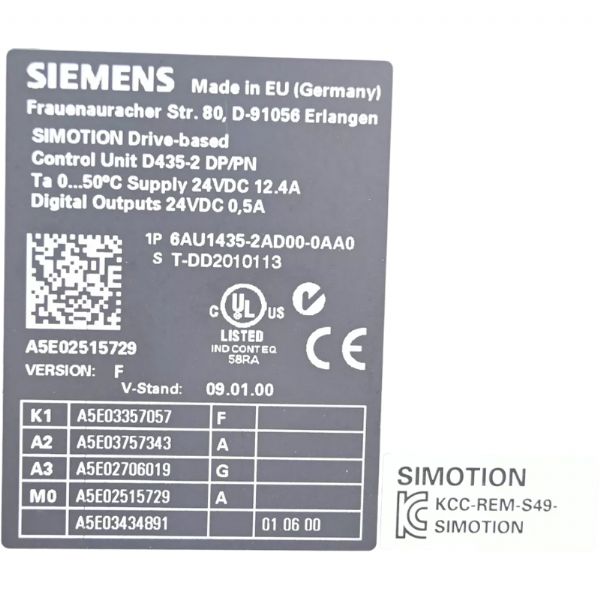 SIEMENS Made in EU (Germany)
Frauenauracher Str. 80, D-91056 Erlangen
SIMOTION Drive-based
Control Unit D435-2 DP/PN
Ta 0...50°C Supply 24VDC 12.4A
Digital Outputs 24VDC 0,5A
1P 6AU1435-2AD00-0AA0
S T-DD2010113
C UL US
LISTED
IND CONT EQ
58RA
CE
A5E02515729
VERSION: F
V-Stand: 09.01.00
K1 A5E03357057 F
A2 A5E03757343 A
A3 A5E02706019 G
M0 A5E02515729 A
A5E03434891 01 06 00
SIMOTION
KCC-REM-S49-
SIMOTION